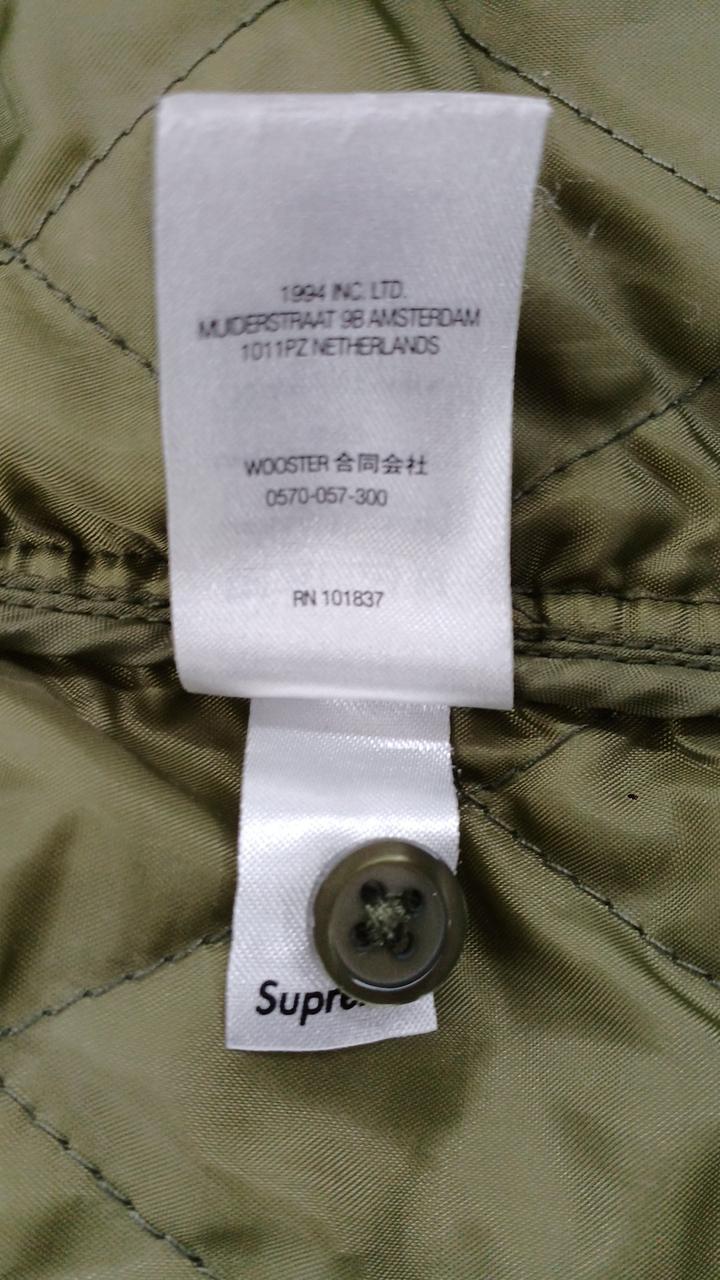 1994 INC. LTD.
MUIDERSTRAAT 9B AMSTERDAM
1011PZ NETHERLANDS
WOOSTER 合同会社
0570-057-300
RN 101837